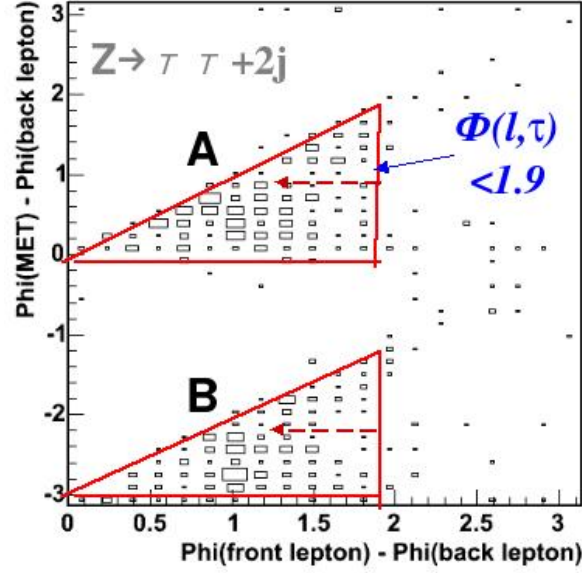 Z→ τ τ +2j
A
Φ(l,τ)
<1.9
B
3
2
1
0
-1
-2
-3
0
0.5
1
1.5
2
2.5
3
Phi(MET) - Phi(back lepton)
Phi(front lepton) - Phi(back lepton)